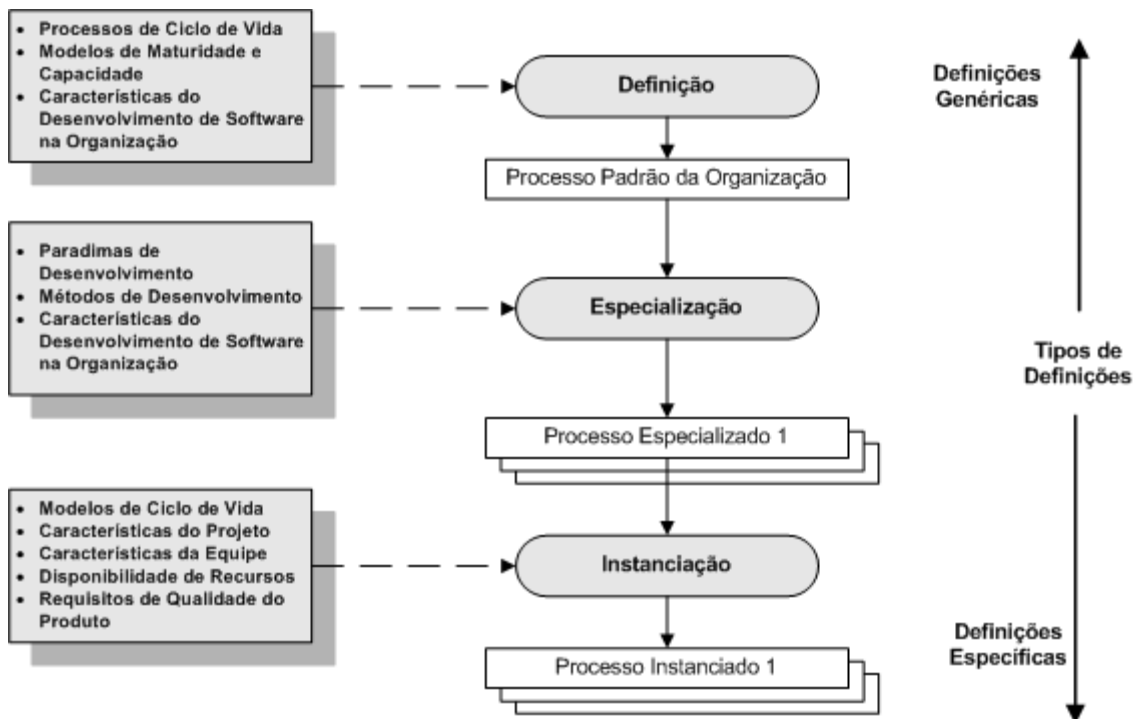 • Processos de Ciclo de Vida
• Modelos de Maturidade e
Capacidade
• Características do
Desenvolvimento de Software
na Organização
Definição
Definições
Genéricas
Processo Padrão da Organização
• Paradimas de
Desenvolvimento
• Métodos de Desenvolvimento
• Características do
Desenvolvimento de Software
na Organização
Especialização
Tipos de
Definições
Processo Especializado 1
• Modelos de Ciclo de Vida
• Características do Projeto
• Características da Equipe
• Disponibilidade de Recursos
• Requisitos de Qualidade do
Produto
Instanciação
Definições
Específicas
Processo Instanciado 1